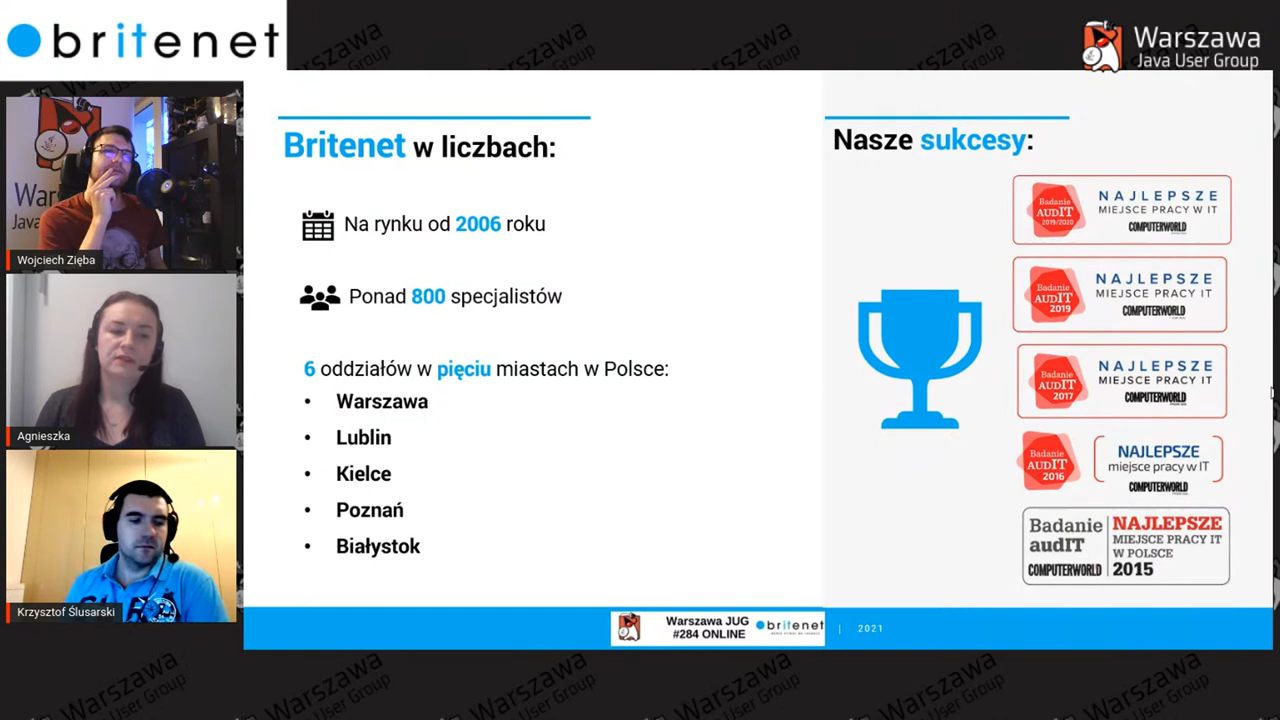 britenet
Warszawa
Java User Group
Wojciech Zięba
Agnieszka
Krzysztof Ślusarski
Britenet w liczbach:
Na rynku od 2006 roku
Ponad 800 specjalistów
6 oddziałów w pięciu miastach w Polsce:
• Warszawa
• Lublin
• Kielce
• Poznań
• Białystok
Nasze sukcesy:
Badanie
audIT
2019/2020
NAJLEPSZE
MIEJSCE PRACY W IT
COMPUTERWORLD
Badanie
audIT
2019
NAJLEPSZE
MIEJSCE PRACY IT
COMPUTERWORLD
Badanie
audIT
2017
NAJLEPSZE
MIEJSCE PRACY IT
COMPUTERWORLD
Badanie
audIT
2016
NAJLEPSZE
miejsce pracy w IT
COMPUTERWORLD
Badanie
audIT
COMPUTERWORLD
NAJLEPSZE
MIEJSCE PRACY IT
W POLSCE
2015
Warszawa JUG
#284 ONLINE
britenet
| 2021